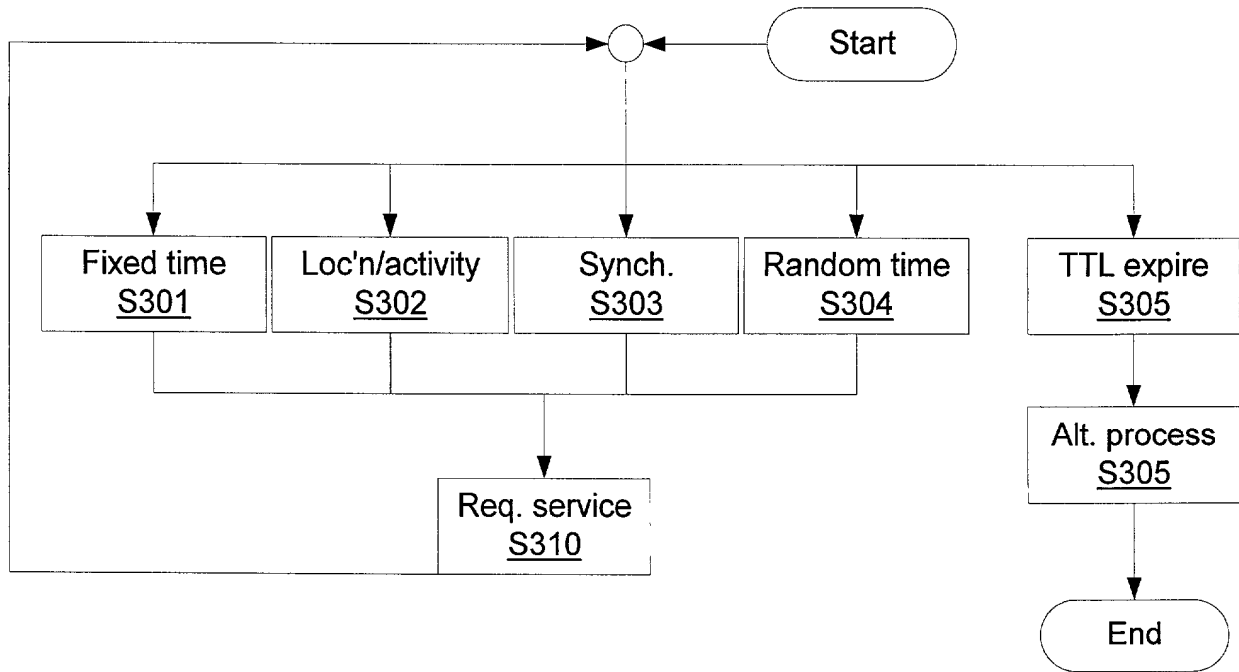 Start
Fixed time
S301
Loc'n/activity
S302
Synch.
S303
Random time
S304
TTL expire
S305
Alt. process
S305
Req. service
S310
End